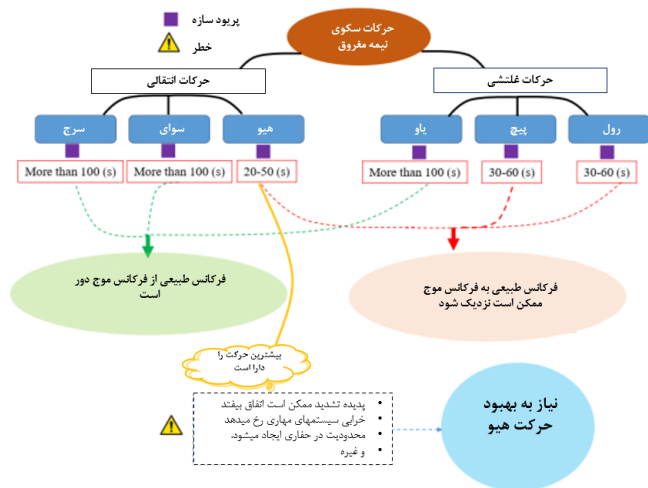 پریود سازه
خطر
حرکات سکوی
نیمه مغروق
حرکات انتقالی
حرکات غلتشی
سرج
سوای
هیو
یاو
پیچ
رول
More than 100 (s)
More than 100 (s)
20-50 (s)
More than 100 (s)
30-60 (s)
30-60 (s)
فرکانس طبیعی از فرکانس موج دور
است
فرکانس طبیعی به فرکانس موج
ممکن است نزدیک شود
بیشترین حرکت را
دارا است
• پدیده تشدید ممکن است اتفاق بیفتد
• خرابی سیستمهای مهاری رخ میدهد
• محدودیت در حفاری ایجاد میشود.
• و غیره
نیاز به بهبود
حرکت هیو